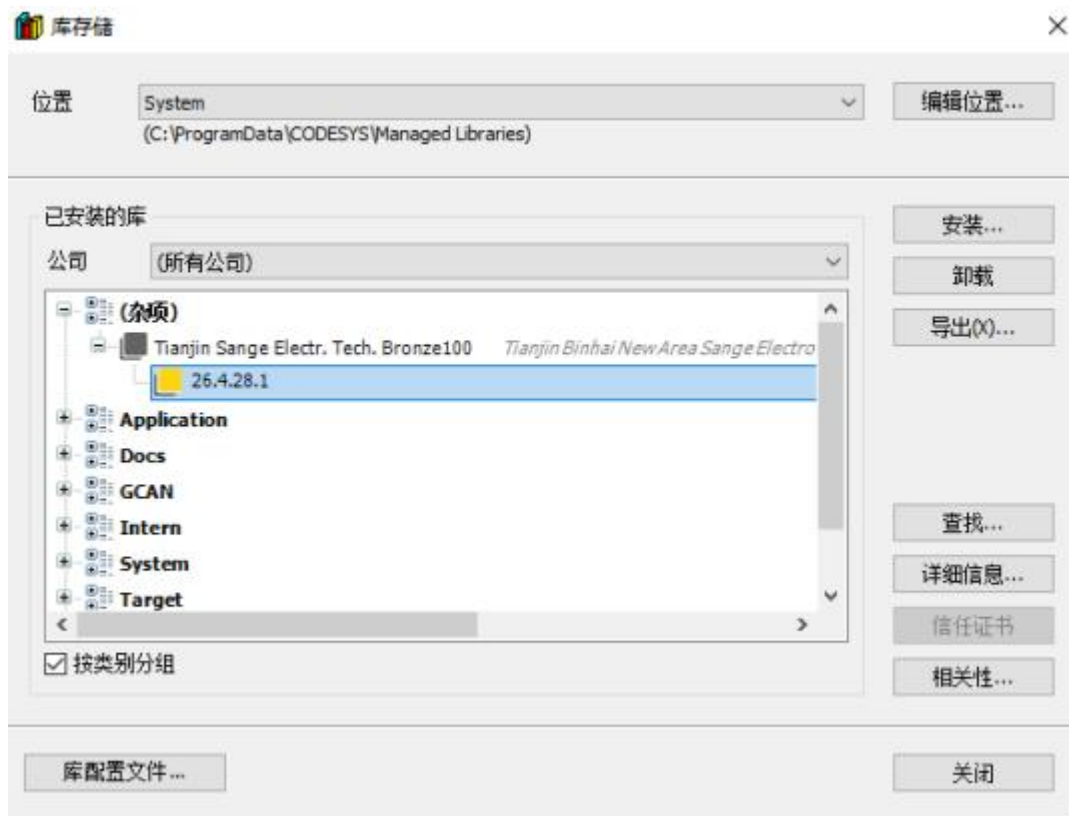 库存储
位置 System 编辑位置...
(C:\ProgramData\CODESYS\Managed Libraries)
已安装的库
安装...
公司 (所有公司)
卸载
(杂项)
导出(X)...
Tianjin Sange Electr. Tech. Bronze100 Tianjin Binhai New Area Sange Electro
26.4.28.1
Application
Docs
GCAN
Intern
查找...
System
详细信息...
Target
信任证书
按类别分组
相关性...
库配置文件...
关闭